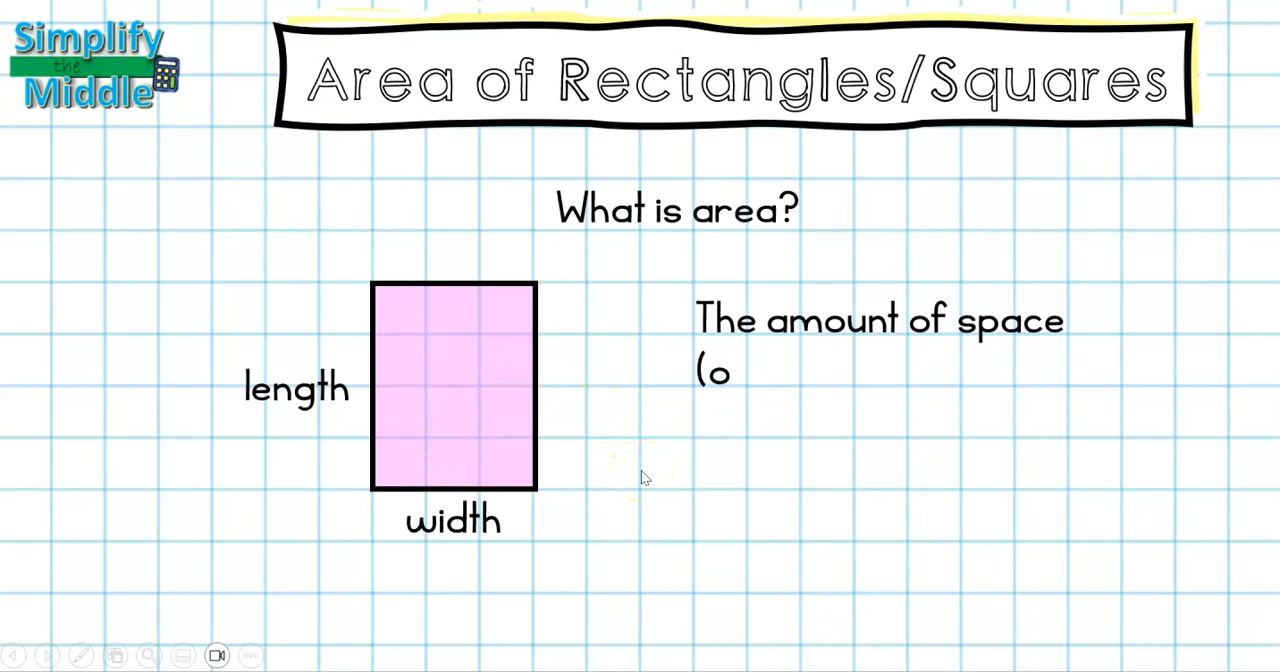 Simplify
the
Middle
Area of Rectangles/Squares
What is area?
The amount of space
(o
length
width